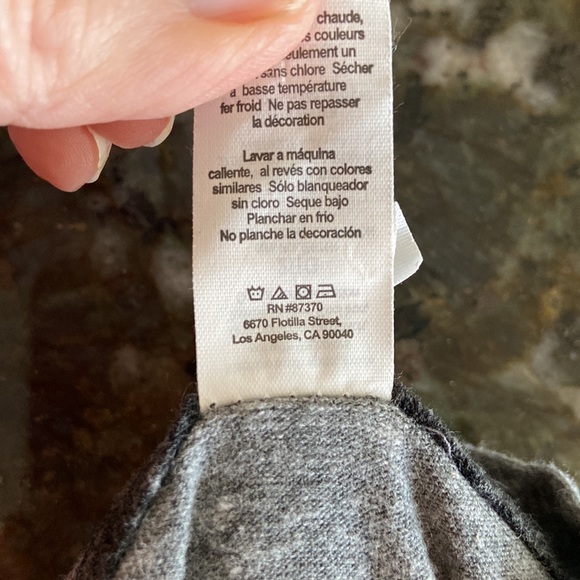 chaude,
couleurs
un
sans chlore Sécher
à basse température
fer froid Ne pas repasser
la décoration
Lavar a máquina
caliente, al revés con colores
similares Sólo blanqueador
sin cloro Seque bajo
Planchar en frio
No planche la decoración
RN #87370
6670 Flotilla Street,
Los Angeles, CA 90040